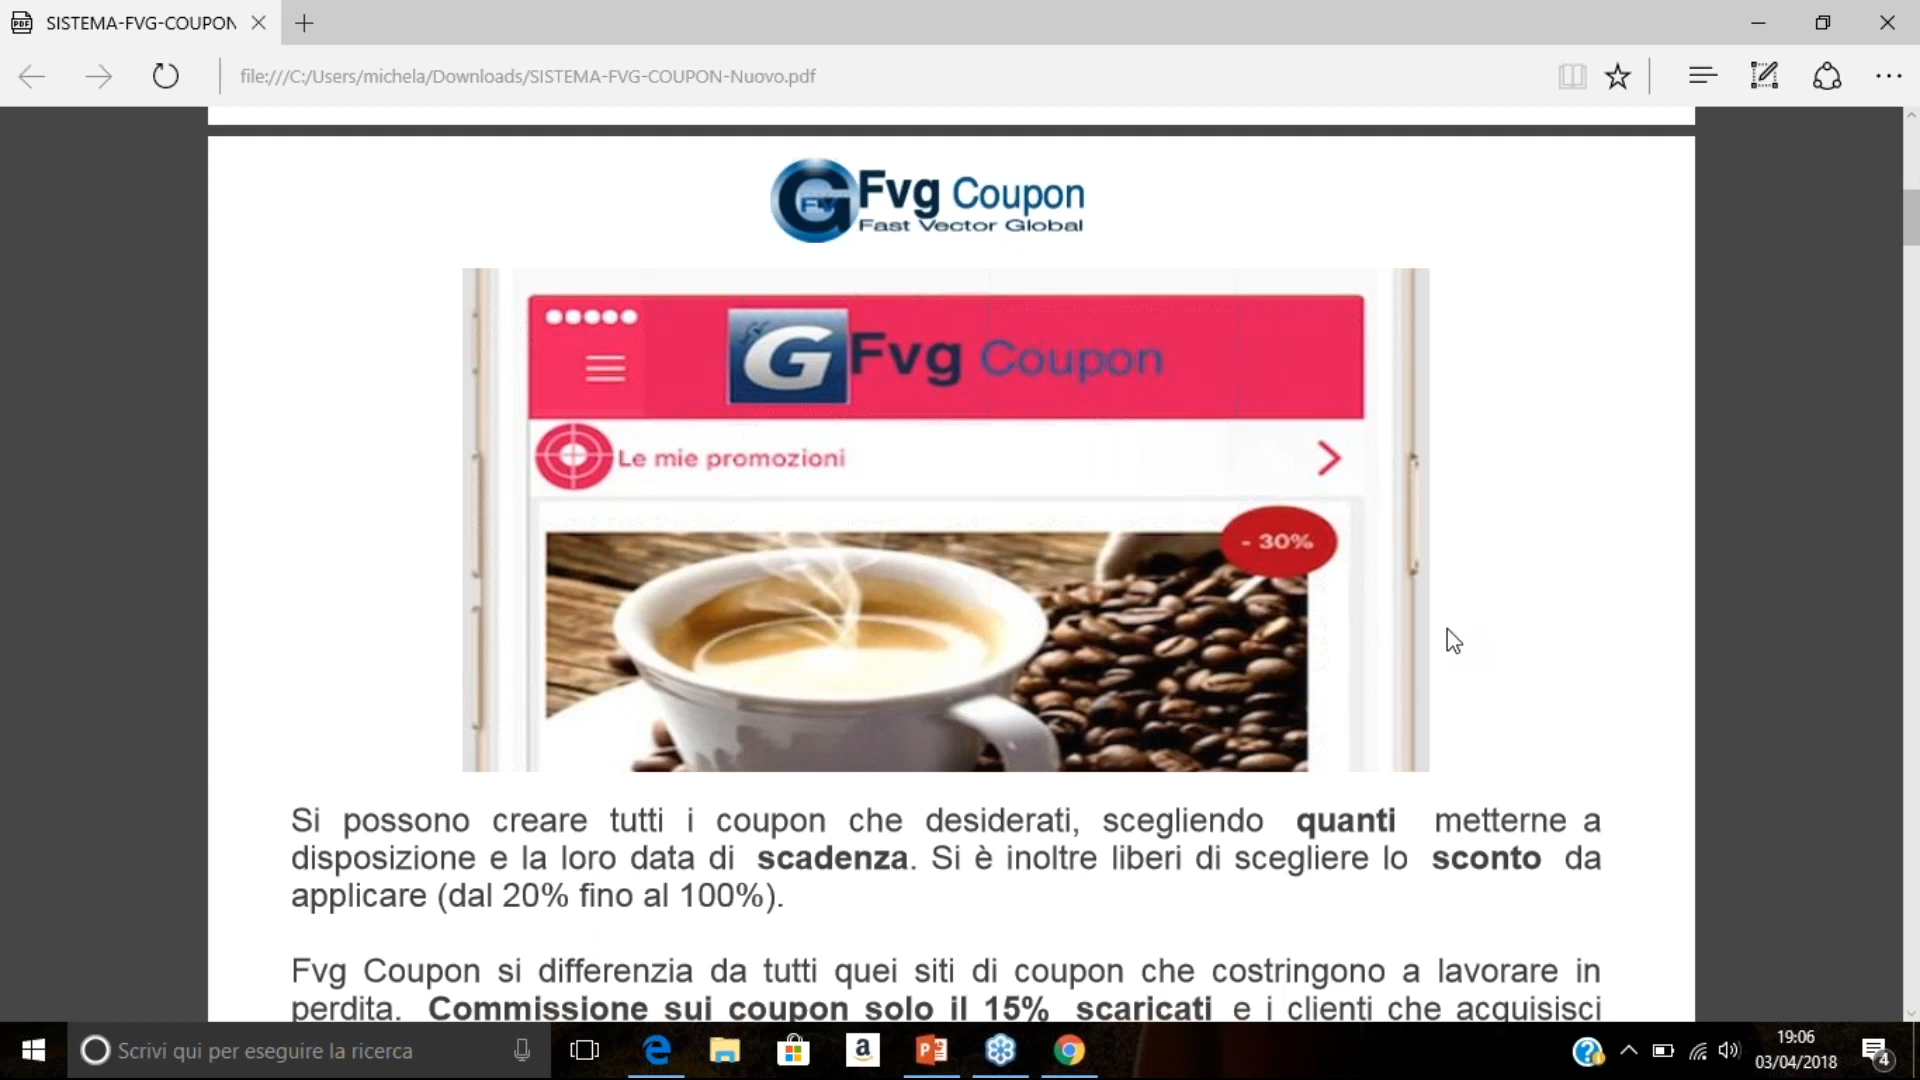 SISTEMA-FVG-COUPON
file:///C:/Users/michela/Downloads/SISTEMA-FVG-COUPON-Nuovo.pdf
Fvg Coupon
Fast Vector Global
G Fvg Coupon
Le mie promozioni
- 30%
Si possono creare tutti i coupon che desiderati, scegliendo quanti metterne a
disposizione e la loro data di scadenza. Si è inoltre liberi di scegliere lo sconto da
applicare (dal 20% fino al 100%).
Fvg Coupon si differenzia da tutti quei siti di coupon che costringono a lavorare in
perdita. Commissione sui coupon solo il 15% scaricati e i clienti che acquisisci
Scrivi qui per eseguire la ricerca
19:06
03/04/2018
4